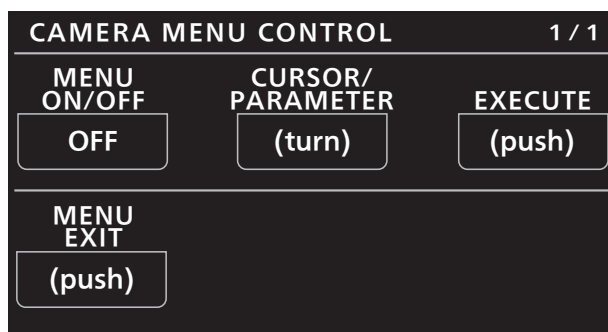 CAMERA MENU CONTROL 1/1
MENU ON/OFF
CURSOR/ PARAMETER
EXECUTE
OFF
(turn)
(push)
MENU
EXIT
(push)